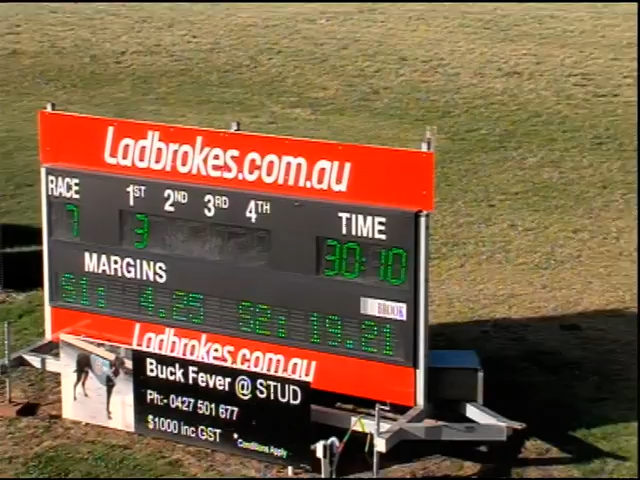 Ladbrokes.com.au
RACE 1ST 2ND 3RD 4TH TIME
7 3 30:10
MARGINS
BROOK
S1: 4.25 S2: 19.21
Ladbrokes.com.au
Buck Fever @ STUD
Ph:- 0427 501 677
$1000 inc GST *Conditions Apply